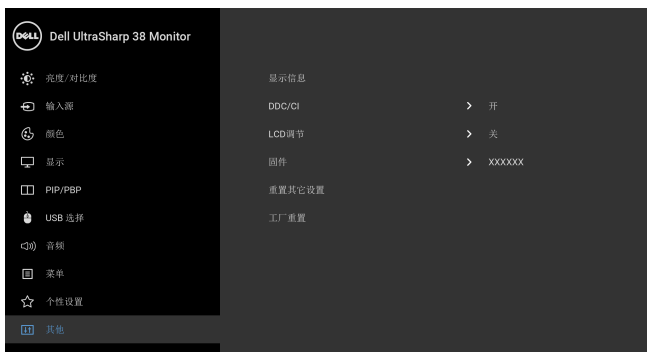 DELL Dell UltraSharp 38 Monitor
亮度/对比度 显示信息
输入源 DDC/CI 开
颜色 LCD调节 关
显示 固件 XXXXXX
PIP/PBP 重置其它设置
USB 选择 工厂重置
音频
菜单
个性设置
其他